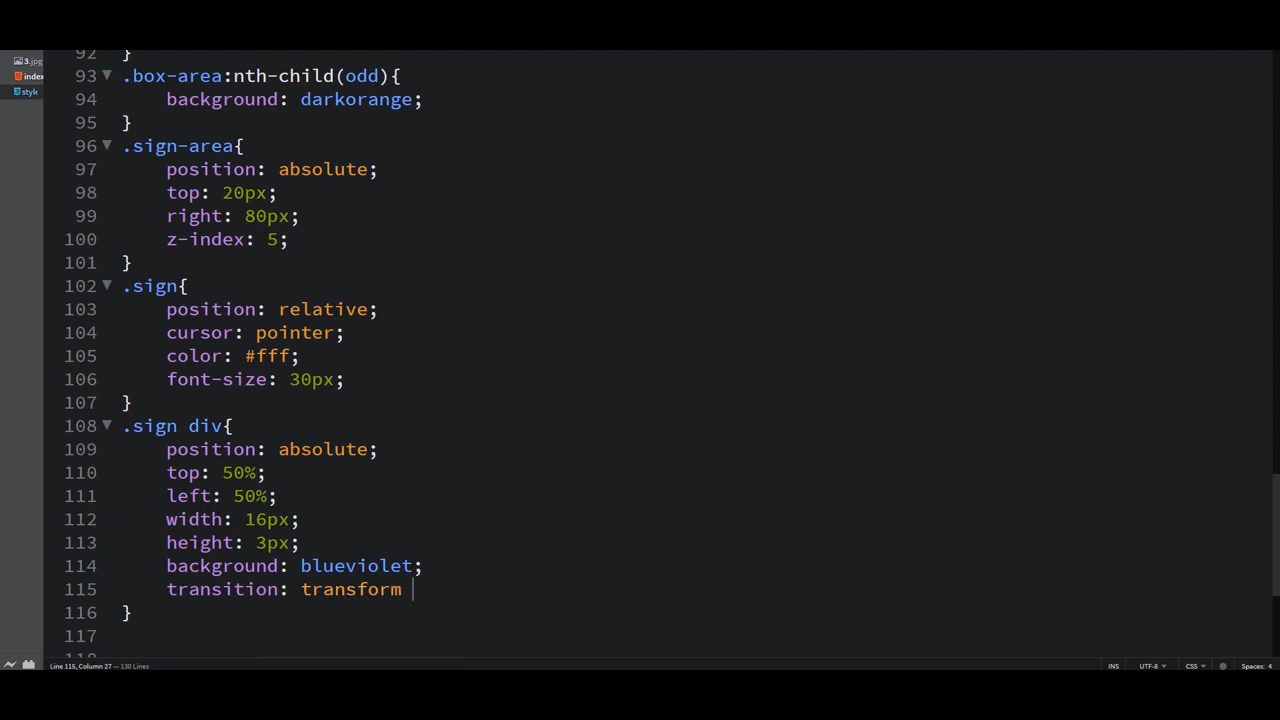 3.jpg
index
style
92 }
93 .box-area:nth-child(odd){
94 background: darkorange;
95 }
96 .sign-area{
97 position: absolute;
98 top: 20px;
99 right: 80px;
100 z-index: 5;
101 }
102 .sign{
103 position: relative;
104 cursor: pointer;
105 color: #fff;
106 font-size: 30px;
107 }
108 .sign div{
109 position: absolute;
110 top: 50%;
111 left: 50%;
112 width: 16px;
113 height: 3px;
114 background: blueviolet;
115 transition: transform
116 }
117
Line 115, Column 27 — 130 Lines
INS UTF-8 CSS Spaces: 4